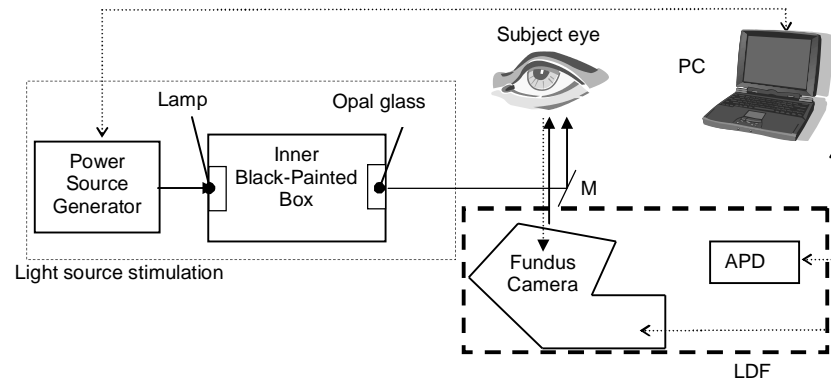 Subject eye
PC
Lamp
Opal glass
Power
Source
Generator
Inner
Black-Painted
Box
M
Light source stimulation
Fundus
Camera
APD
LDF